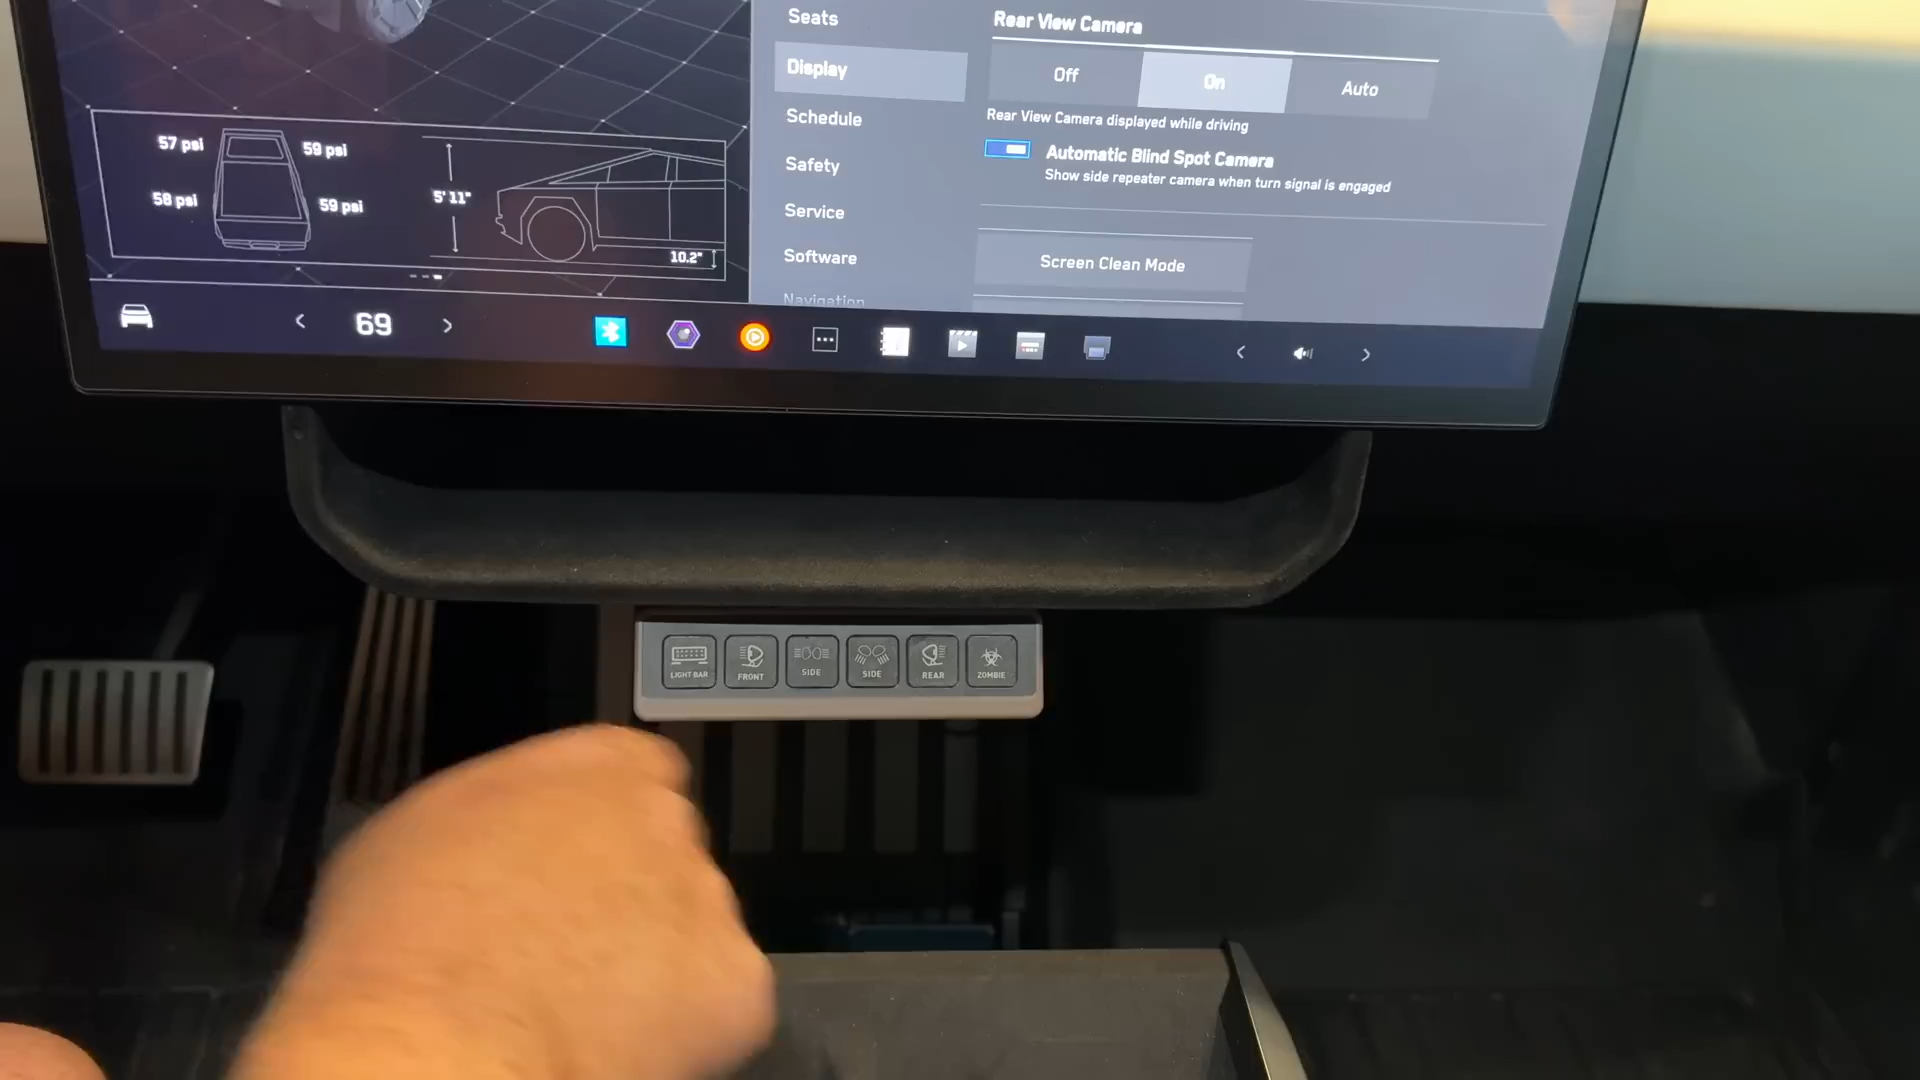 Seats
Display
Schedule
Safety
Service
Software
Navigation
Rear View Camera
Off
On
Auto
Rear View Camera displayed while driving
Automatic Blind Spot Camera
Show side repeater camera when turn signal is engaged
Screen Clean Mode
57 psi
59 psi
58 psi
59 psi
5'11"
10.2"
69
LIGHT BAR
FRONT
SIDE
SIDE
REAR
ZOMBIE